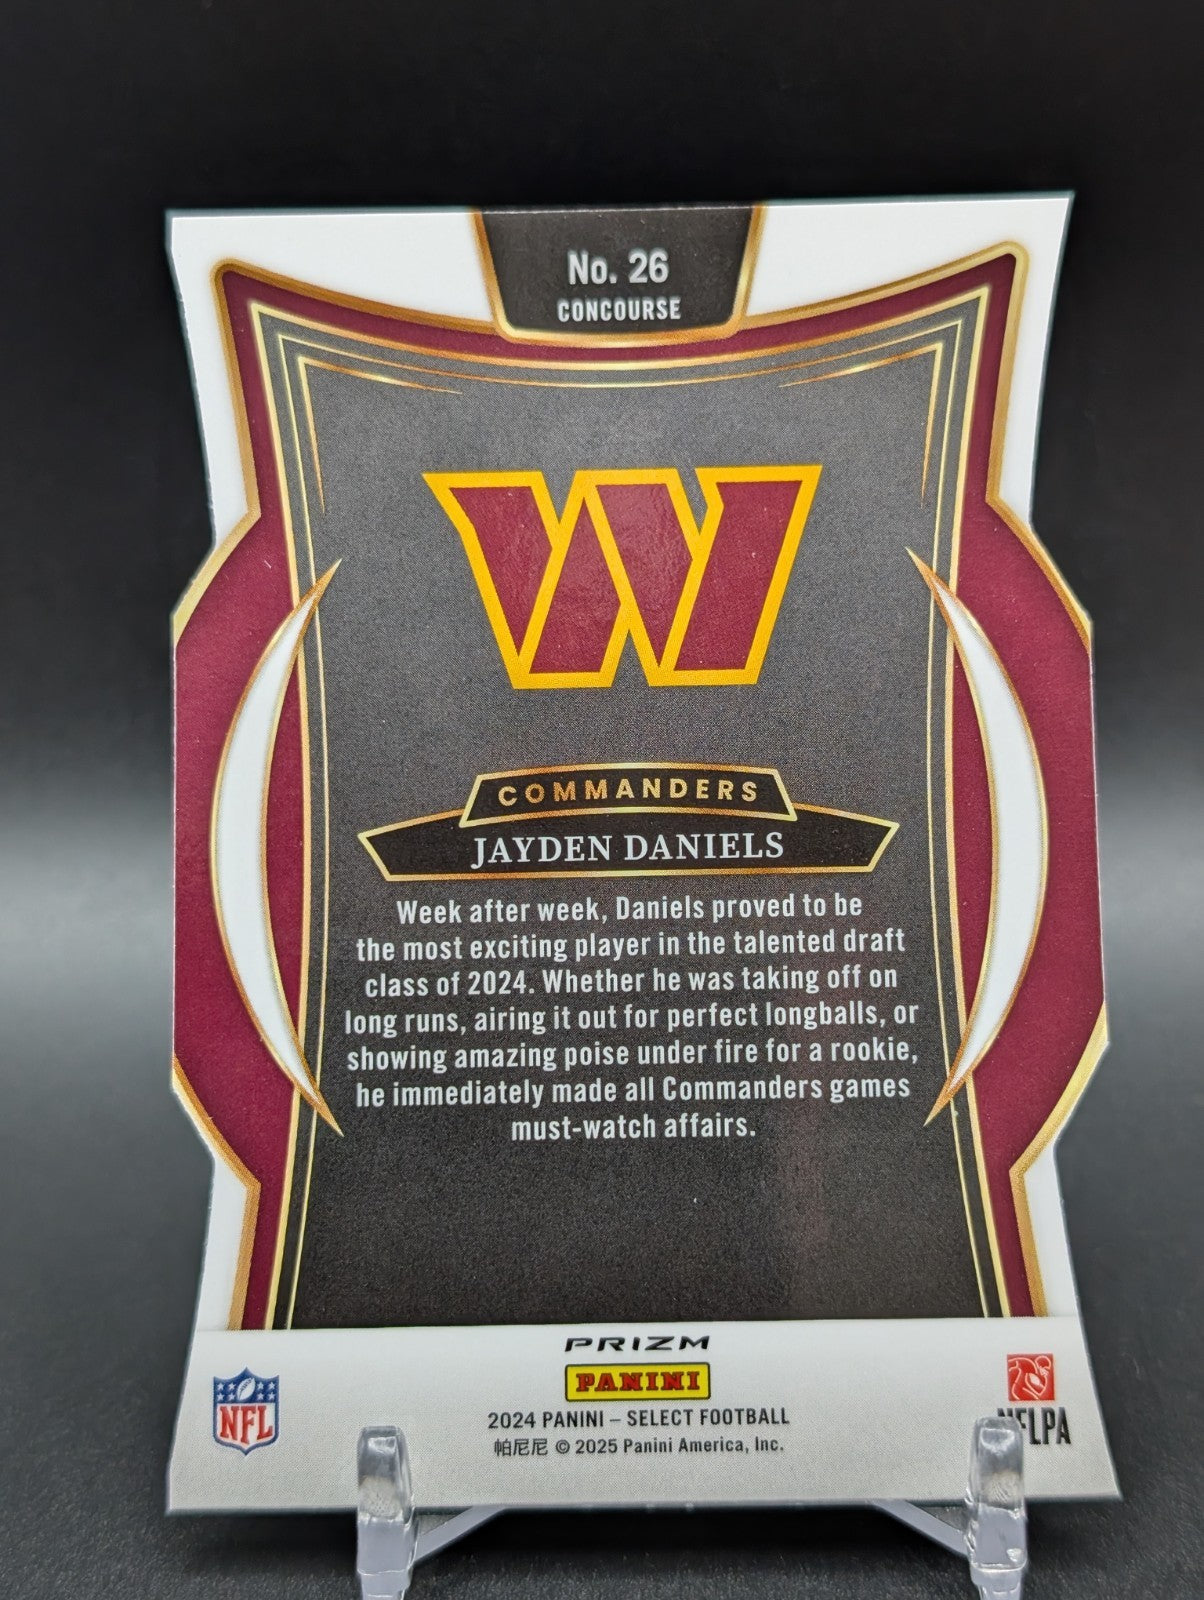 No. 26
CONCOURSE
W
COMMANDERS
JAYDEN DANIELS
Week after week, Daniels proved to be
the most exciting player in the talented draft
class of 2024. Whether he was taking off on
long runs, airing it out for perfect longballs, or
showing amazing poise under fire for a rookie,
he immediately made all Commanders games
must-watch affairs.
PRIZM
PANINI
NFL
NFLPA
2024 PANINI – SELECT FOOTBALL
帕尼尼 © 2025 Panini America, Inc.